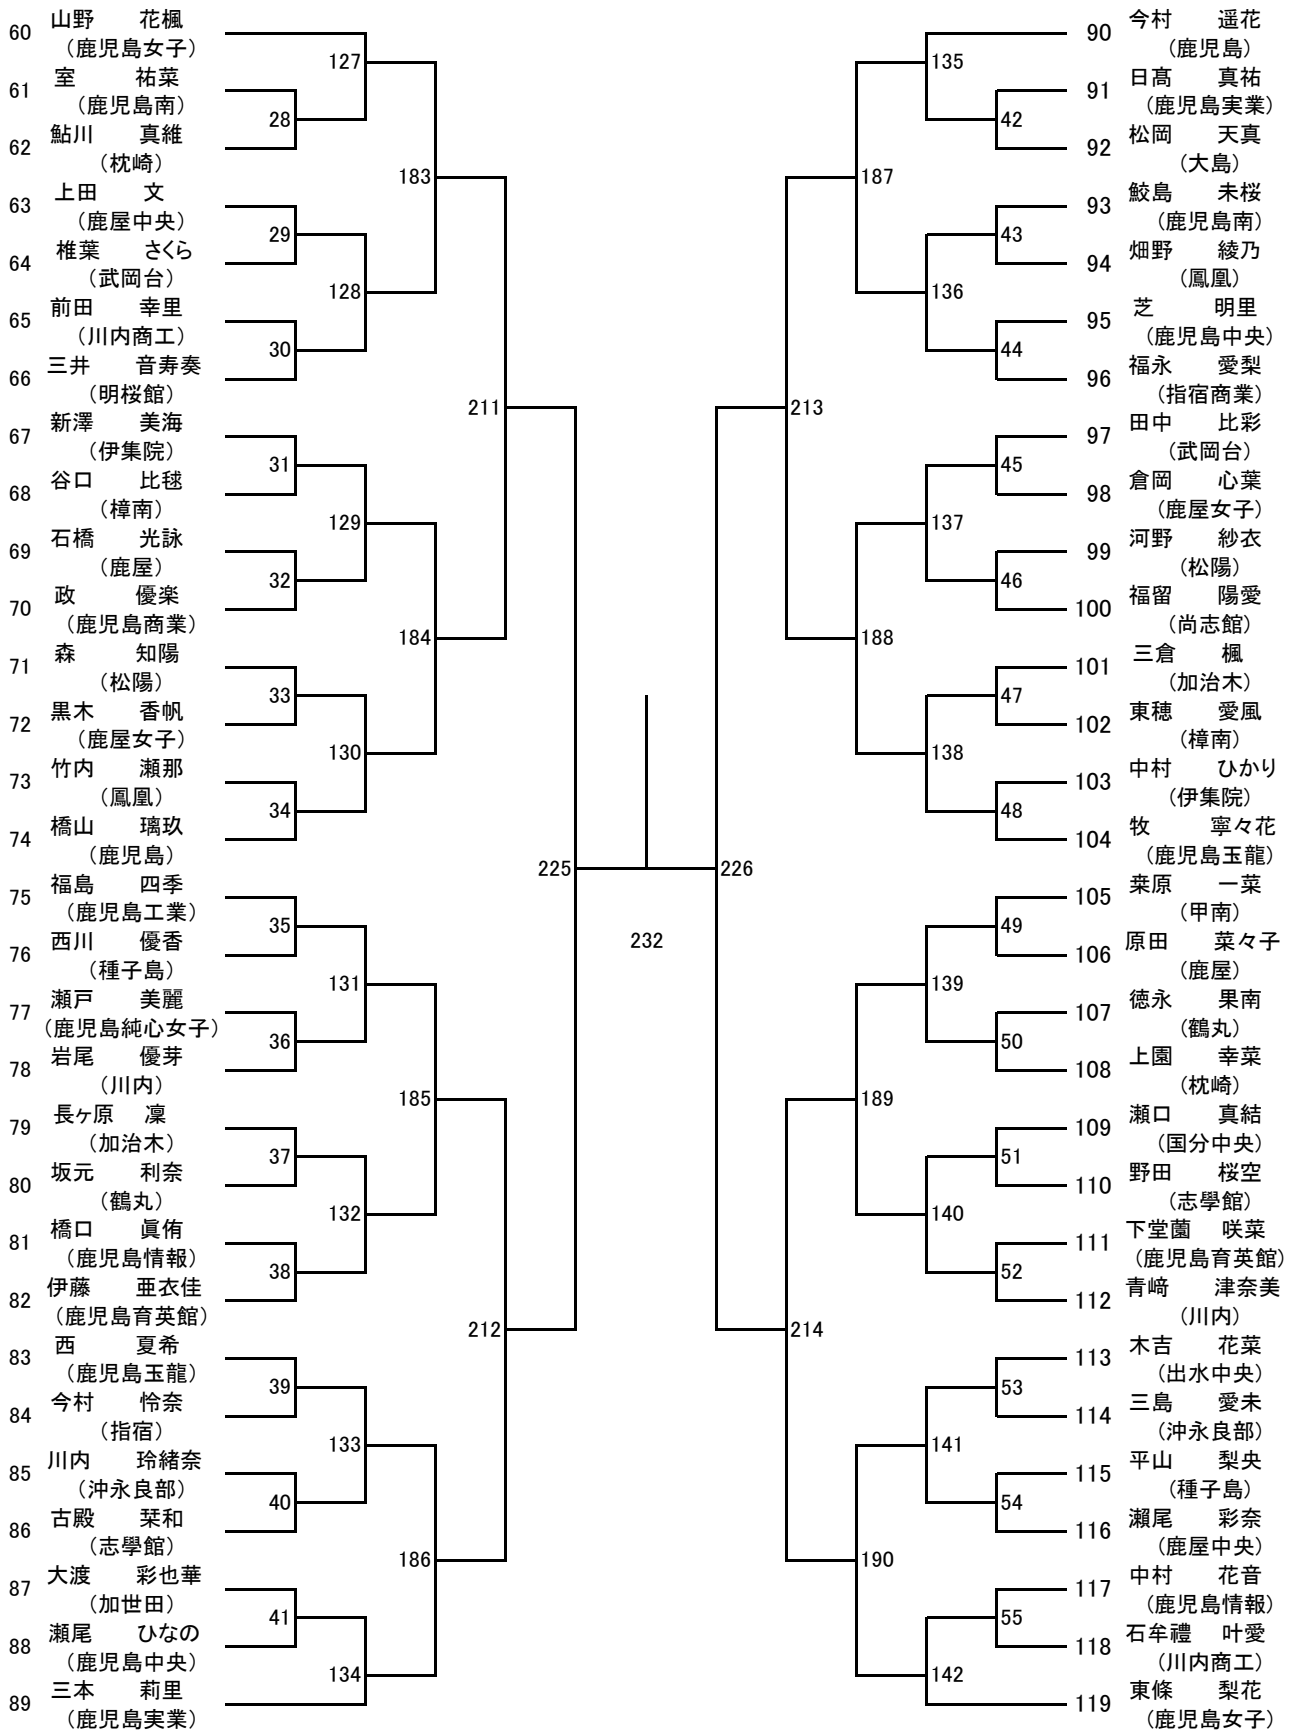 60 山野 花楓
(鹿児島女子)
61 室 祐菜
(鹿児島南)
62 鮎川 真維
(枕崎)
63 上田 文
(鹿屋中央)
64 椎葉 さくら
(武岡台)
65 前田 幸里
(川内商工)
66 三井 音寿奏
(明桜館)
67 新澤 美海
(伊集院)
68 谷口 比毬
(樟南)
69 石橋 光詠
(鹿屋)
70 政 優楽
(鹿児島商業)
71 森 知陽
(松陽)
72 黒木 香帆
(鹿屋女子)
73 竹内 瀬那
(鳳凰)
74 橋山 璃玖
(鹿児島)
75 福島 四季
(鹿児島工業)
76 西川 優香
(種子島)
77 瀬戸 美麗
(鹿児島純心女子)
78 岩尾 優芽
(川内)
79 長ヶ原 凜
(加治木)
80 坂元 利奈
(鶴丸)
81 橋口 眞侑
(鹿児島情報)
82 伊藤 亜衣佳
(鹿児島育英館)
83 西 夏希
(鹿児島玉龍)
84 今村 怜奈
(指宿)
85 川内 玲緒奈
(沖永良部)
86 古殿 栞和
(志學館)
87 大渡 彩也華
(加世田)
88 瀬尾 ひなの
(鹿児島中央)
89 三本 莉里
(鹿児島実業)
28
29
30
31
32
33
34
35
36
37
38
39
40
41
127
128
129
130
131
132
133
134
183
184
185
186
211
212
225
232
226
213
214
187
188
189
190
135
136
137
138
139
140
141
142
42
43
44
45
46
47
48
49
50
51
52
53
54
55
90 今村 遥花
(鹿児島)
91 日髙 真祐
(鹿児島実業)
92 松岡 天真
(大島)
93 鮫島 未桜
(鹿児島南)
94 畑野 綾乃
(鳳凰)
95 芝 明里
(鹿児島中央)
96 福永 愛梨
(指宿商業)
97 田中 比彩
(武岡台)
98 倉岡 心葉
(鹿屋女子)
99 河野 紗衣
(松陽)
100 福留 陽愛
(尚志館)
101 三倉 楓
(加治木)
102 東穂 愛風
(樟南)
103 中村 ひかり
(伊集院)
104 牧 寧々花
(鹿児島玉龍)
105 桒原 一菜
(甲南)
106 原田 菜々子
(鹿屋)
107 徳永 果南
(鶴丸)
108 上園 幸菜
(枕崎)
109 瀬口 真結
(国分中央)
110 野田 桜空
(志學館)
111 下堂薗 咲菜
(鹿児島育英館)
112 青﨑 津奈美
(川内)
113 木吉 花菜
(出水中央)
114 三島 愛未
(沖永良部)
115 平山 梨央
(種子島)
116 瀨尾 彩奈
(鹿屋中央)
117 中村 花音
(鹿児島情報)
118 石牟禮 叶愛
(川内商工)
119 東條 梨花
(鹿児島女子)